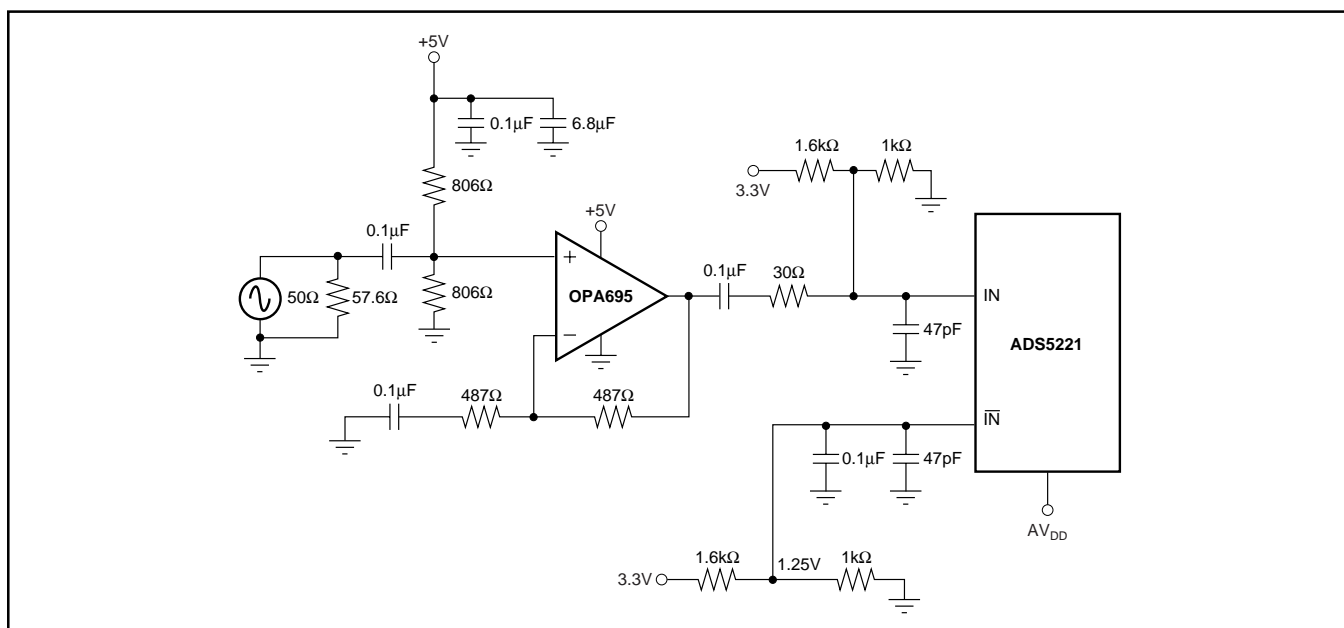 +5V
0.1μF
6.8μF
806Ω
1.6kΩ
1kΩ
3.3V
+5V
0.1μF
50Ω
57.6Ω
806Ω
+
−
OPA695
0.1μF
30Ω
IN
47pF
ADS5221
0.1μF
487Ω
487Ω
I̅N̅
0.1μF
47pF
AVDD
3.3V
1.6kΩ
1.25V
1kΩ